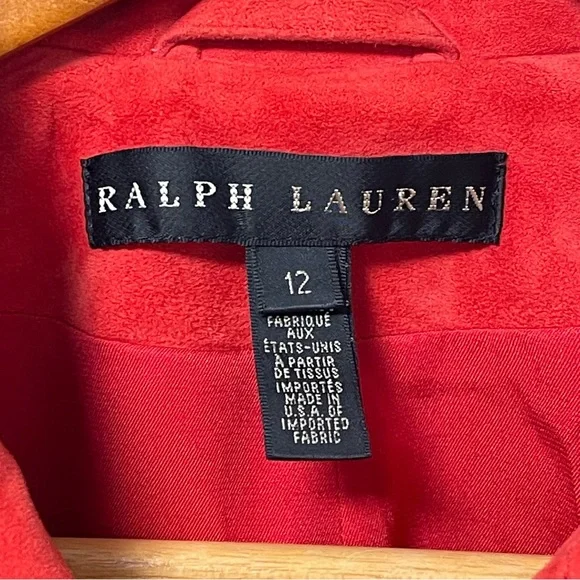 RALPH LAUREN
12
FABRIQUÉ
AUX
ÉTATS-UNIS
À PARTIR
DE TISSUS
IMPORTÉS
MADE IN
U.S.A. OF
IMPORTED
FABRIC